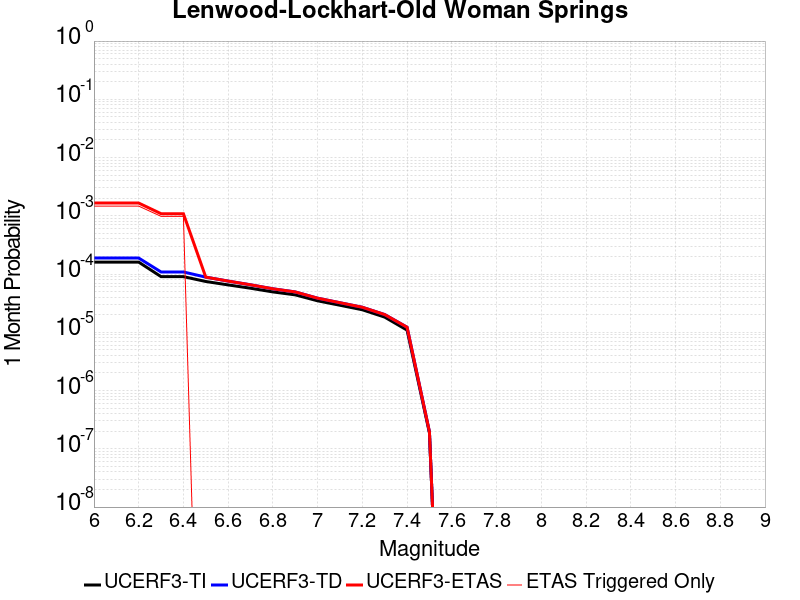 Lenwood-Lockhart-Old Woman Springs
10 0
10 -1
10 -2
10 -3
10 -4
10 -5
10 -6
10 -7
10 -8
1 Month Probability
6 6.2 6.4 6.6 6.8 7 7.2 7.4 7.6 7.8 8 8.2 8.4 8.6 8.8 9
Magnitude
UCERF3-TI UCERF3-TD UCERF3-ETAS ETAS Triggered Only